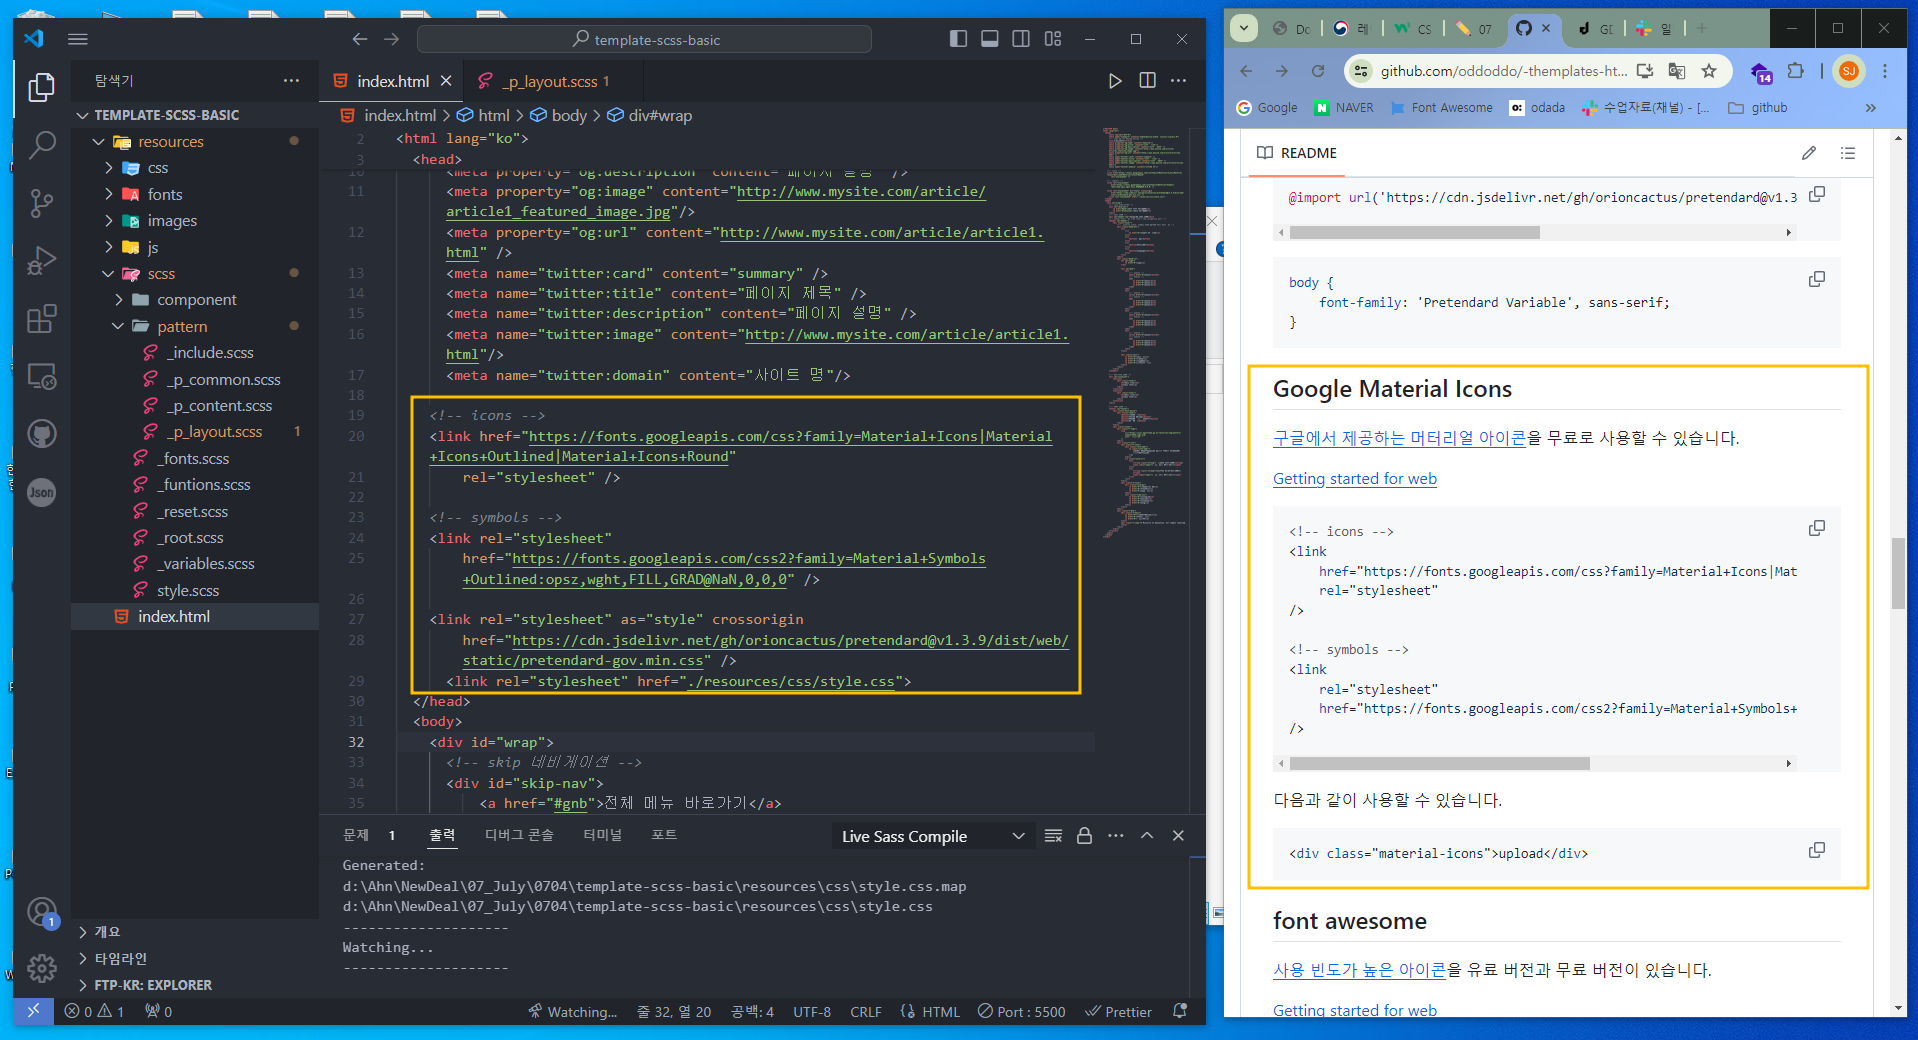 template-scss-basic
탐색기
index.html
_p_layout.scss 1
TEMPLATE-SCSS-BASIC
index.html > html > body > div#wrap
resources
css
fonts
images
js
scss
component
pattern
_include.scss
_p_common.scss
_p_content.scss
_p_layout.scss 1
_fonts.scss
_funtions.scss
_reset.scss
_root.scss
_variables.scss
style.scss
index.html
개요
타임라인
FTP-KR: EXPLORER
Json
1
2 <html lang="ko">
3 <head>
10 <meta property="og:description" content="페이지 설명" />
11 <meta property="og:image" content="http://www.mysite.com/article/
article1_featured_image.jpg"/>
12 <meta property="og:url" content="http://www.mysite.com/article/article1.
html" />
13 <meta name="twitter:card" content="summary" />
14 <meta name="twitter:title" content="페이지 제목" />
15 <meta name="twitter:description" content="페이지 설명" />
16 <meta name="twitter:image" content="http://www.mysite.com/article/article1.
html"/>
17 <meta name="twitter:domain" content="사이트 명"/>
18
19 <!-- icons -->
20 <link href="https://fonts.googleapis.com/css?family=Material+Icons|Material
+Icons+Outlined|Material+Icons+Round"
21 rel="stylesheet" />
22
23 <!-- symbols -->
24 <link rel="stylesheet"
25 href="https://fonts.googleapis.com/css2?family=Material+Symbols
+Outlined:opsz,wght,FILL,GRAD@NaN,0,0,0" />
26
27 <link rel="stylesheet" as="style" crossorigin
28 href="https://cdn.jsdelivr.net/gh/orioncactus/pretendard@v1.3.9/dist/web/
static/pretendard-gov.min.css" />
29 <link rel="stylesheet" href="./resources/css/style.css">
30 </head>
31 <body>
32 <div id="wrap">
33 <!-- skip 네비게이션 -->
34 <div id="skip-nav">
35 <a href="#gnb">전체 메뉴 바로가기</a>
문제 1 출력 디버그 콘솔 터미널 포트
Live Sass Compile
Generated:
d:\Ahn\NewDeal\07_July\0704\template-scss-basic\resources\css\style.css.map
d:\Ahn\NewDeal\07_July\0704\template-scss-basic\resources\css\style.css
--------------------
Watching...
--------------------
0 1 0 Watching... 줄 32, 열 20 공백: 4 UTF-8 CRLF {} HTML Port : 5500 Prettier
Dc 레 CS 07 GD 일
github.com/oddoddo/-themplates-ht...
14
SJ
Google NAVER Font Awesome odada 수업자료(채널) - [... github
README
@import url('https://cdn.jsdelivr.net/gh/orioncactus/pretendard@v1.3
body {
font-family: 'Pretendard Variable', sans-serif;
}
Google Material Icons
구글에서 제공하는 머터리얼 아이콘을 무료로 사용할 수 있습니다.
Getting started for web
<!-- icons -->
<link
href="https://fonts.googleapis.com/css?family=Material+Icons|Mat
rel="stylesheet"
/>
<!-- symbols -->
<link
rel="stylesheet"
href="https://fonts.googleapis.com/css2?family=Material+Symbols+
/>
다음과 같이 사용할 수 있습니다.
<div class="material-icons">upload</div>
font awesome
사용 빈도가 높은 아이콘을 유료 버전과 무료 버전이 있습니다.
Getting started for web